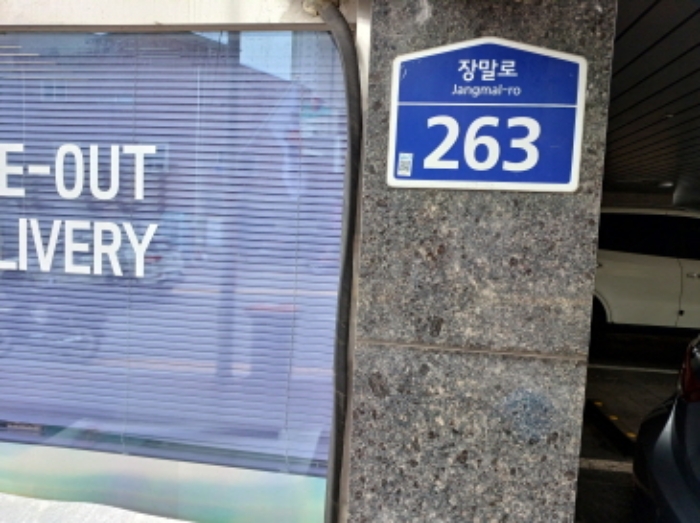 E-OUT
LIVERY
장말로
Jangmal-ro
263